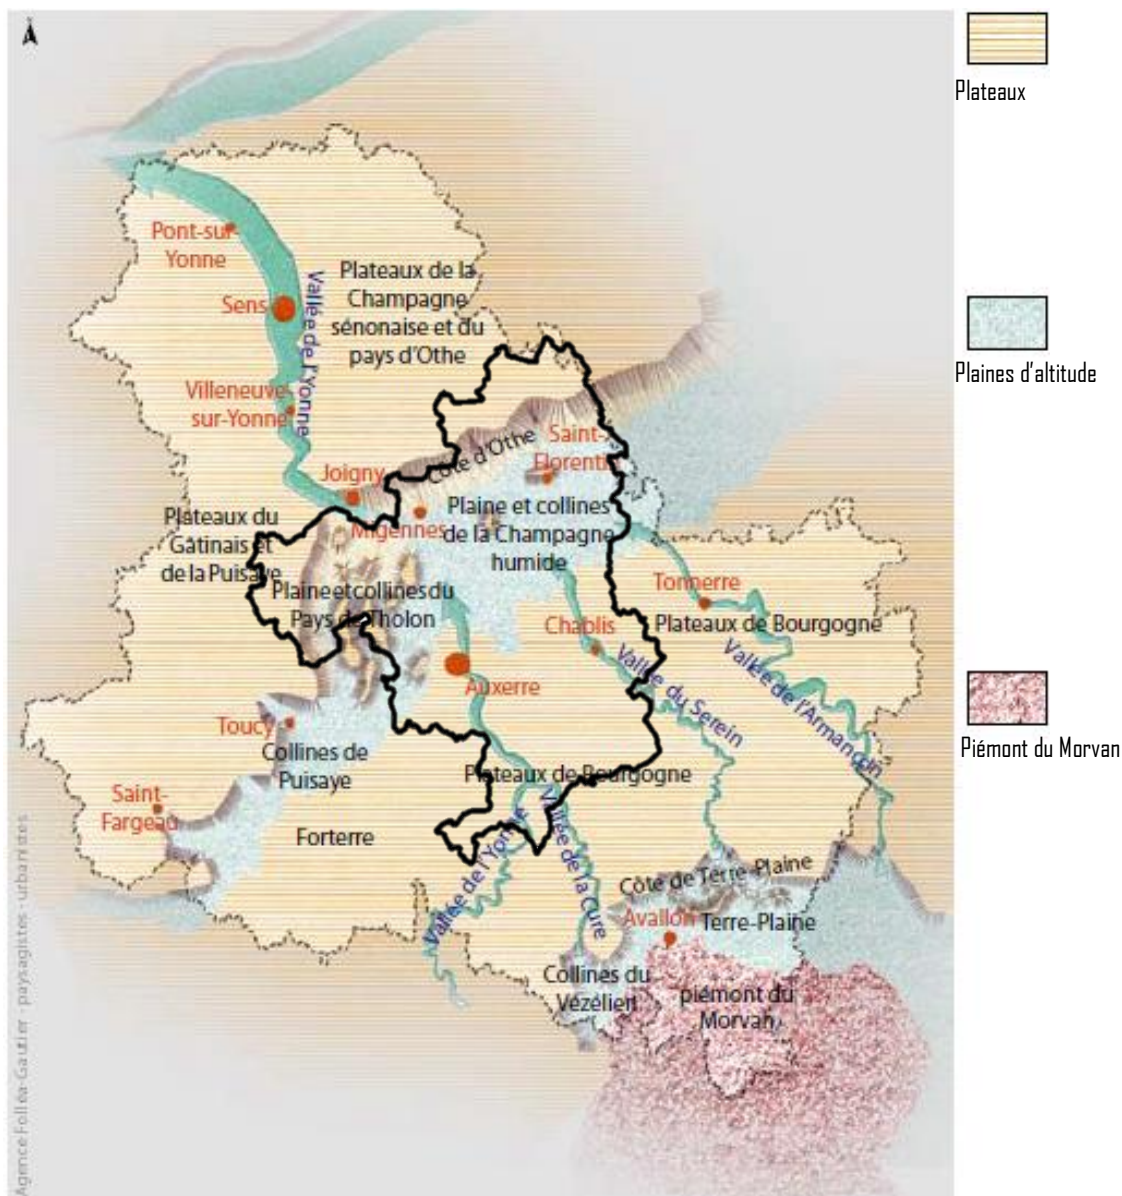 Plateaux
Plaines d'altitude
Piémont du Morvan
Pont-sur-
Yonne
Sens
Vallée de l'Yonne
Plateaux de la
Champagne
sénonaise et du
pays d'Othe
Villeneuve-
sur-Yonne
Joigny
Côte d'Othe
Saint-
Florentin
Migennes
Plaine et collines
de la Champagne
humide
Plateaux du
Gâtinais et
de la Puisaye
Plaine et collines du
Pays de Tholon
Tonnerre
Chablis
Plateaux de Bourgogne
Vallée du Serein
Vallée de l'Armançon
Auxerre
Toucy
Collines de
Puisaye
Plateaux de Bourgogne
Saint-
Fargeau
Forterre
Vallée de l'Yonne
Vallée de la Cure
Côte de Terre-Plaine
Avallon
Terre-Plaine
Collines du
Vézélien
piémont du
Morvan
Agence Folléa-Gautier - paysagistes - urbanistes